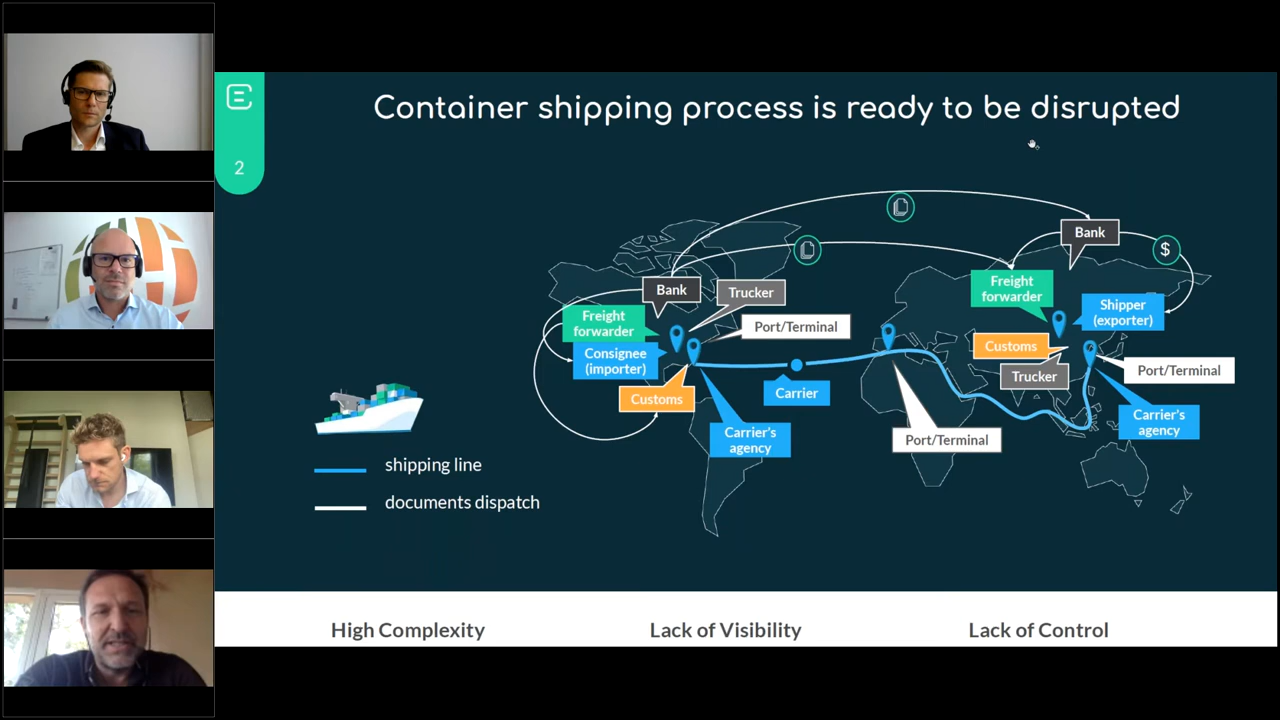 Container shipping process is ready to be disrupted
2
Bank
$
Freight
forwarder
Bank
Trucker
Shipper
(exporter)
Freight
forwarder
Port/Terminal
Customs
Consignee
(importer)
Port/Terminal
Trucker
Customs
Carrier
Carrier's
agency
Carrier's
agency
Port/Terminal
shipping line
documents dispatch
High Complexity
Lack of Visibility
Lack of Control